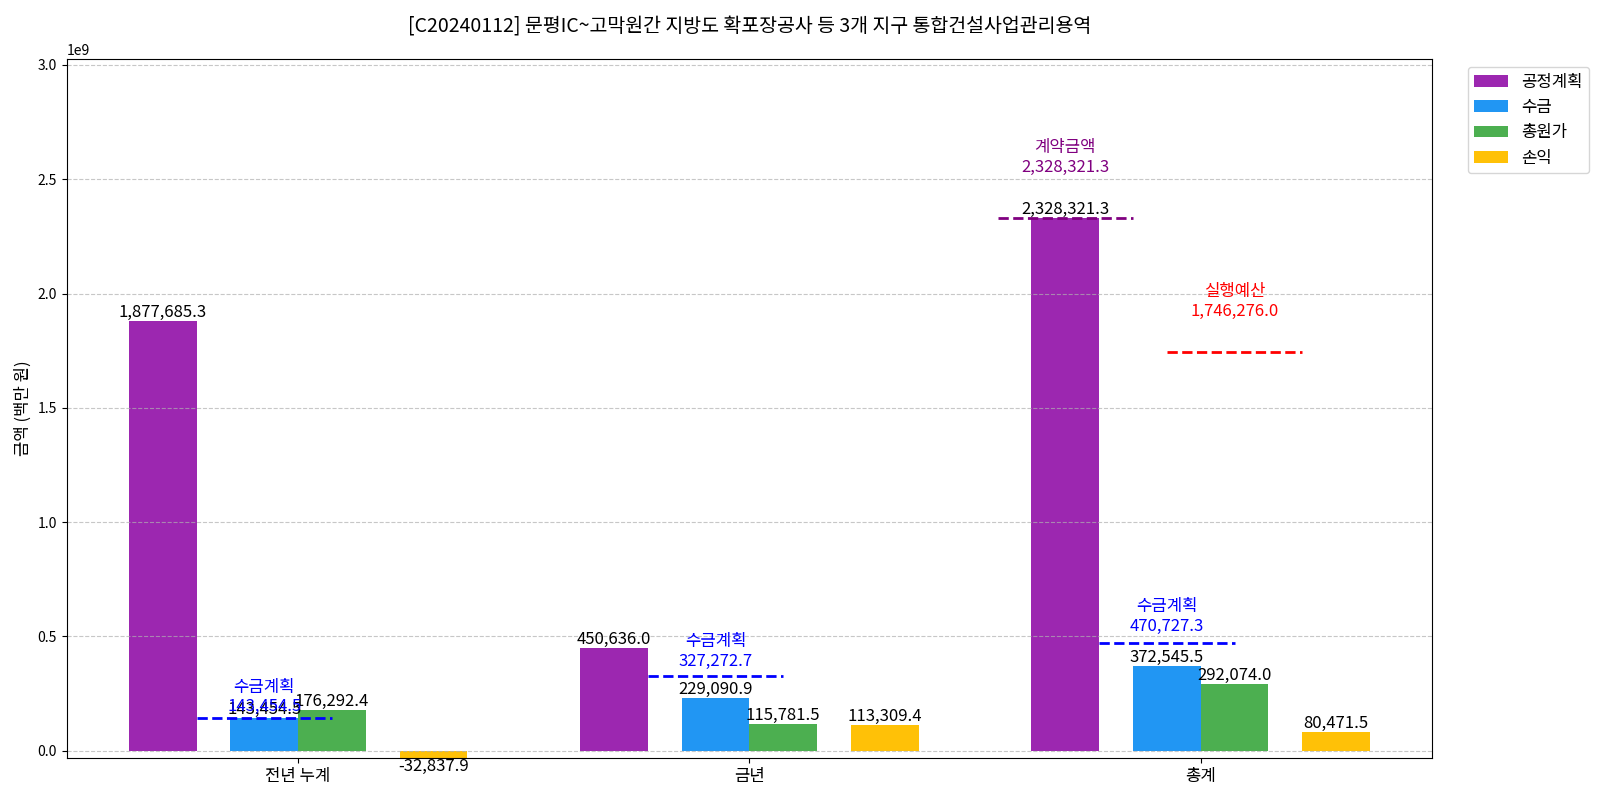 [C20240112] 문평IC~고막원간 지방도 확포장공사 등 3개 지구 통합건설사업관리용역
1e9
3.0
2.5
2.0
1.5
1.0
0.5
0.0
금액 (백만 원)
공정계획
수금
총원가
손익
계약금액
2,328,321.3
2,328,321.3
실행예산
1,746,276.0
1,877,685.3
수금계획
143,454.5
143,454.5
176,292.4
-32,837.9
450,636.0
수금계획
327,272.7
229,090.9
115,781.5
113,309.4
수금계획
470,727.3
372,545.5
292,074.0
80,471.5
전년 누계
금년
총계